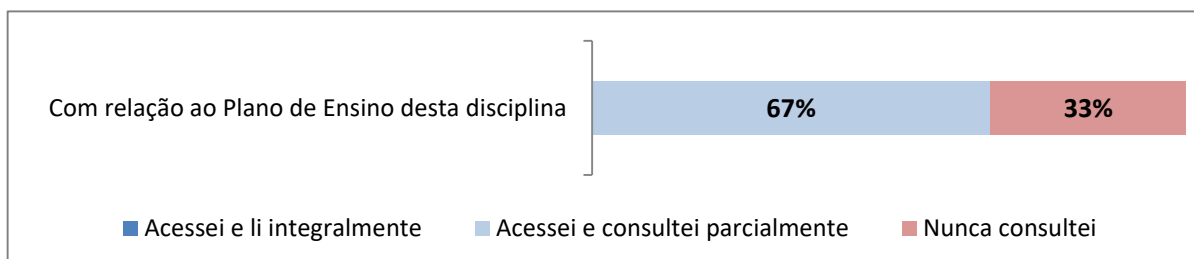 Com relação ao Plano de Ensino desta disciplina 67% 33%
Acessei e li integralmente Acessei e consultei parcialmente Nunca consultei